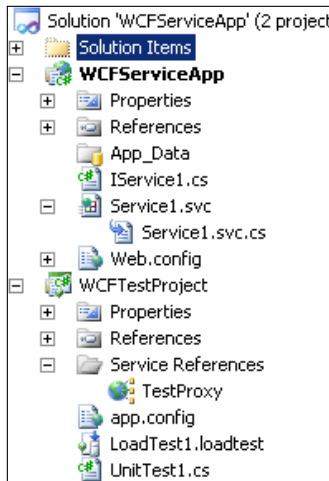 Solution 'WCFServiceApp' (2 project
Solution Items
WCFServiceApp
Properties
References
App_Data
IService1.cs
Service1.svc
Service1.svc.cs
Web.config
WCFTestProject
Properties
References
Service References
TestProxy
app.config
LoadTest1.loadtest
UnitTest1.cs